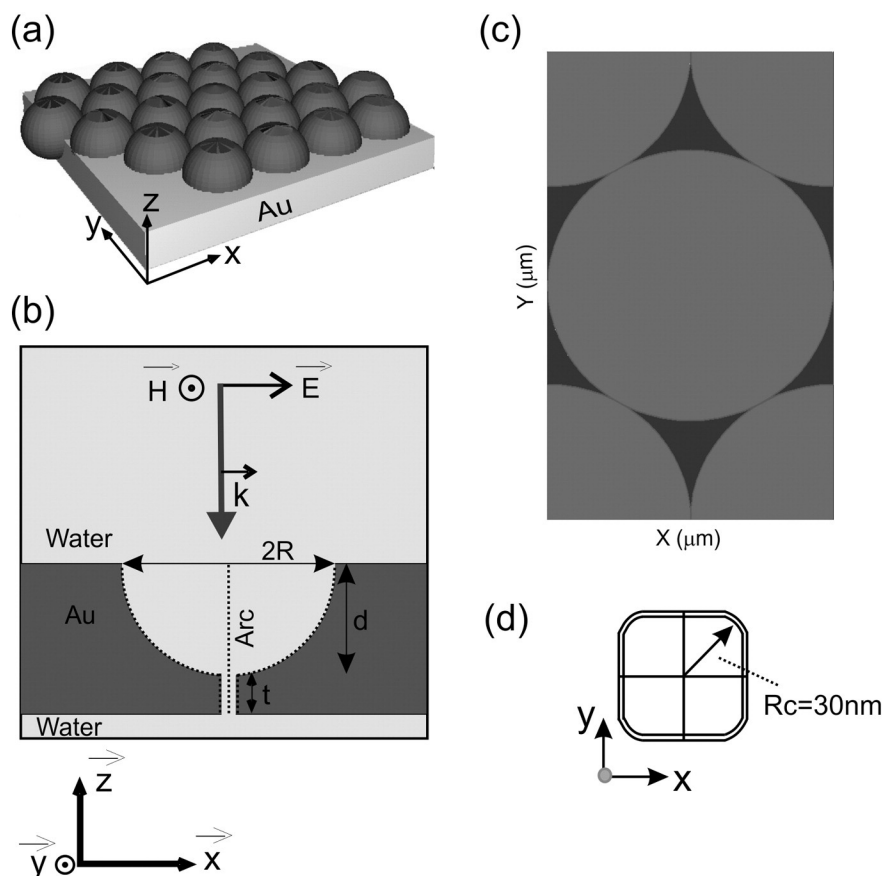 (a)
Au
z
y
x
(b)
H
E
k
Water
2R
Au
Arc
d
t
Water
z
y
x
(c)
Y (μm)
X (μm)
(d)
Rc=30nm
y
x